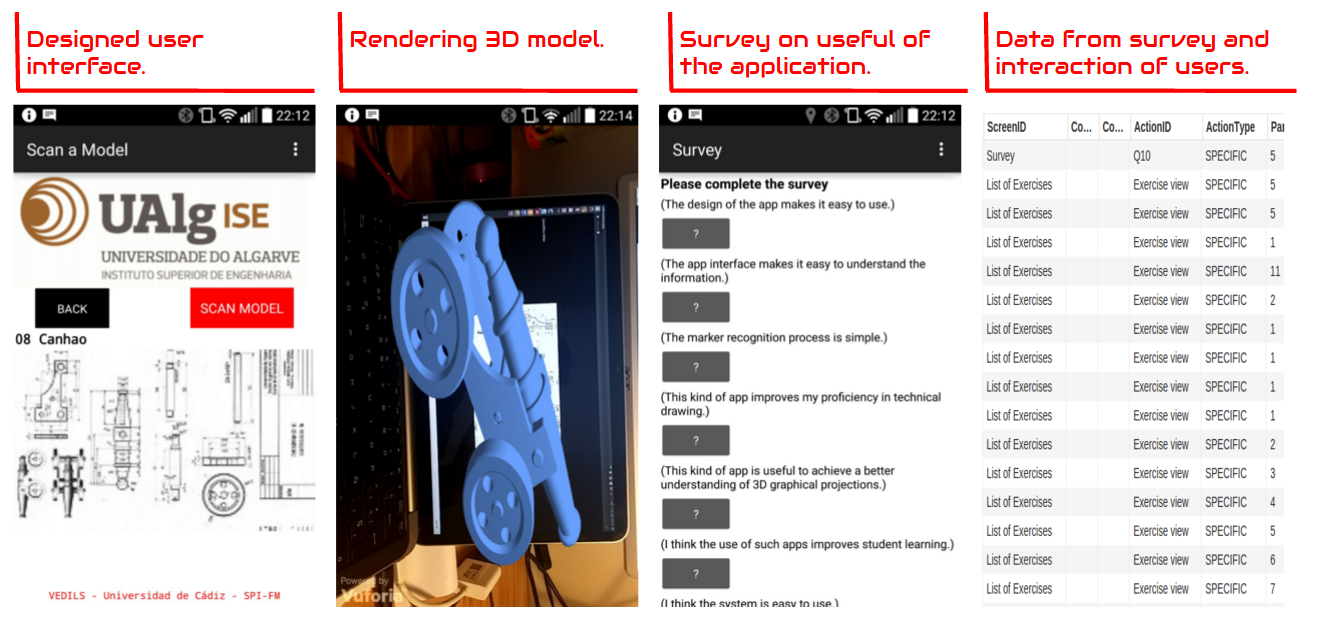 Designed user
interface.
Rendering 3D model.
Survey on useful of
the application.
Data from survey and
interaction of users.
22:12
Scan a Model
UAlg ISE
UNIVERSIDADE DO ALGARVE
INSTITUTO SUPERIOR DE ENGENHARIA
BACK
SCAN MODEL
08 Canhao
VEDILS - Universidad de Cádiz - SPI-FM
22:14
Powered by
Vuforia
22:12
Survey
Please complete the survey
(The design of the app makes it easy to use.)
?
(The app interface makes it easy to understand the
information.)
?
(The marker recognition process is simple.)
?
(This kind of app improves my proficiency in technical
drawing.)
?
(This kind of app is useful to achieve a better
understanding of 3D graphical projections.)
?
(I think the use of such apps improves student learning.)
?
(I think the system is easy to use.)
ScreenID Co... Co... ActionID ActionType Par
Survey Q10 SPECIFIC 5
List of Exercises Exercise view SPECIFIC 5
List of Exercises Exercise view SPECIFIC 5
List of Exercises Exercise view SPECIFIC 1
List of Exercises Exercise view SPECIFIC 11
List of Exercises Exercise view SPECIFIC 2
List of Exercises Exercise view SPECIFIC 1
List of Exercises Exercise view SPECIFIC 1
List of Exercises Exercise view SPECIFIC 1
List of Exercises Exercise view SPECIFIC 1
List of Exercises Exercise view SPECIFIC 2
List of Exercises Exercise view SPECIFIC 3
List of Exercises Exercise view SPECIFIC 4
List of Exercises Exercise view SPECIFIC 5
List of Exercises Exercise view SPECIFIC 6
List of Exercises Exercise view SPECIFIC 7